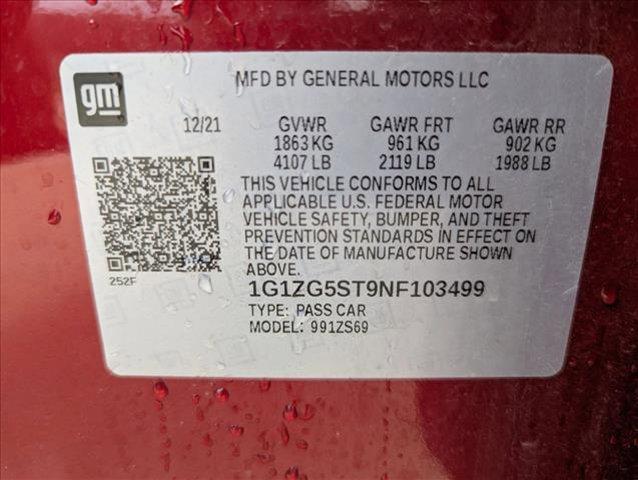 gm
MFD BY GENERAL MOTORS LLC
12/21 GVWR GAWR FRT GAWR RR
1863 KG 961 KG 902 KG
4107 LB 2119 LB 1988 LB
THIS VEHICLE CONFORMS TO ALL
APPLICABLE U.S. FEDERAL MOTOR
VEHICLE SAFETY, BUMPER, AND THEFT
PREVENTION STANDARDS IN EFFECT ON
THE DATE OF MANUFACTURE SHOWN
ABOVE.
252F
1G1ZG5ST9NF103499
TYPE: PASS CAR
MODEL: 991ZS69